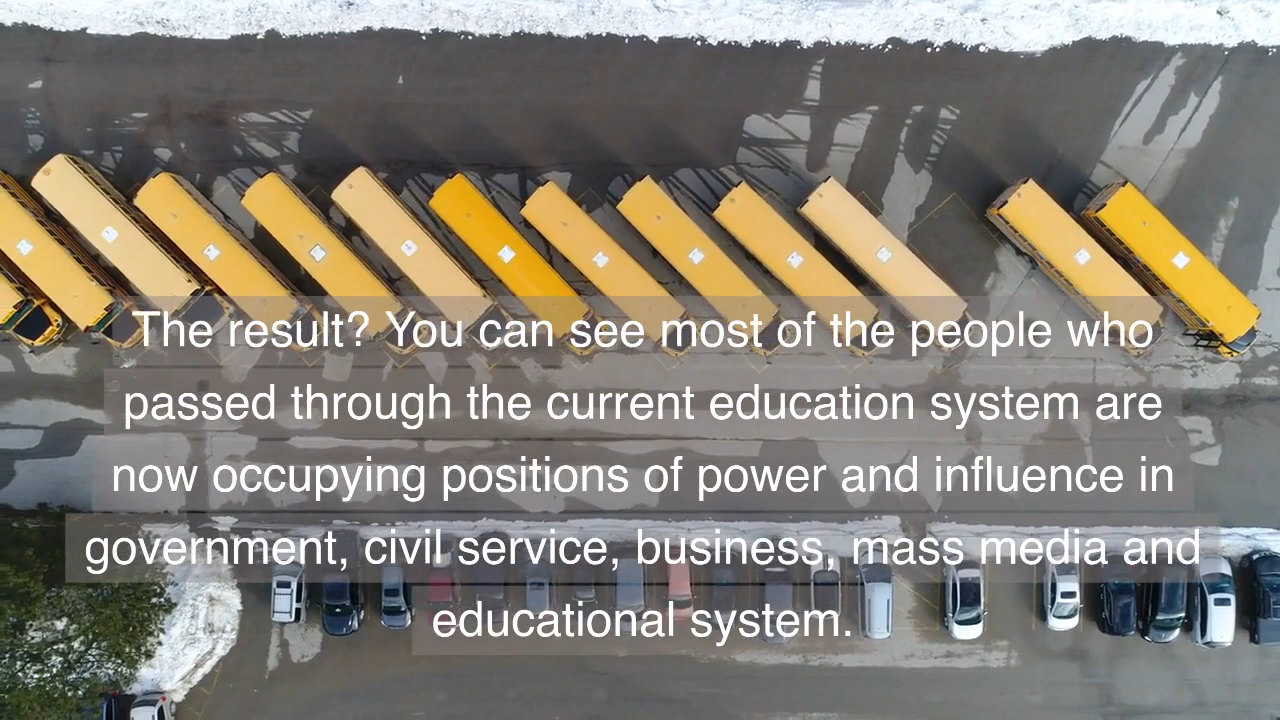 The result? You can see most of the people who
passed through the current education system are
now occupying positions of power and influence in
government, civil service, business, mass media and
educational system.